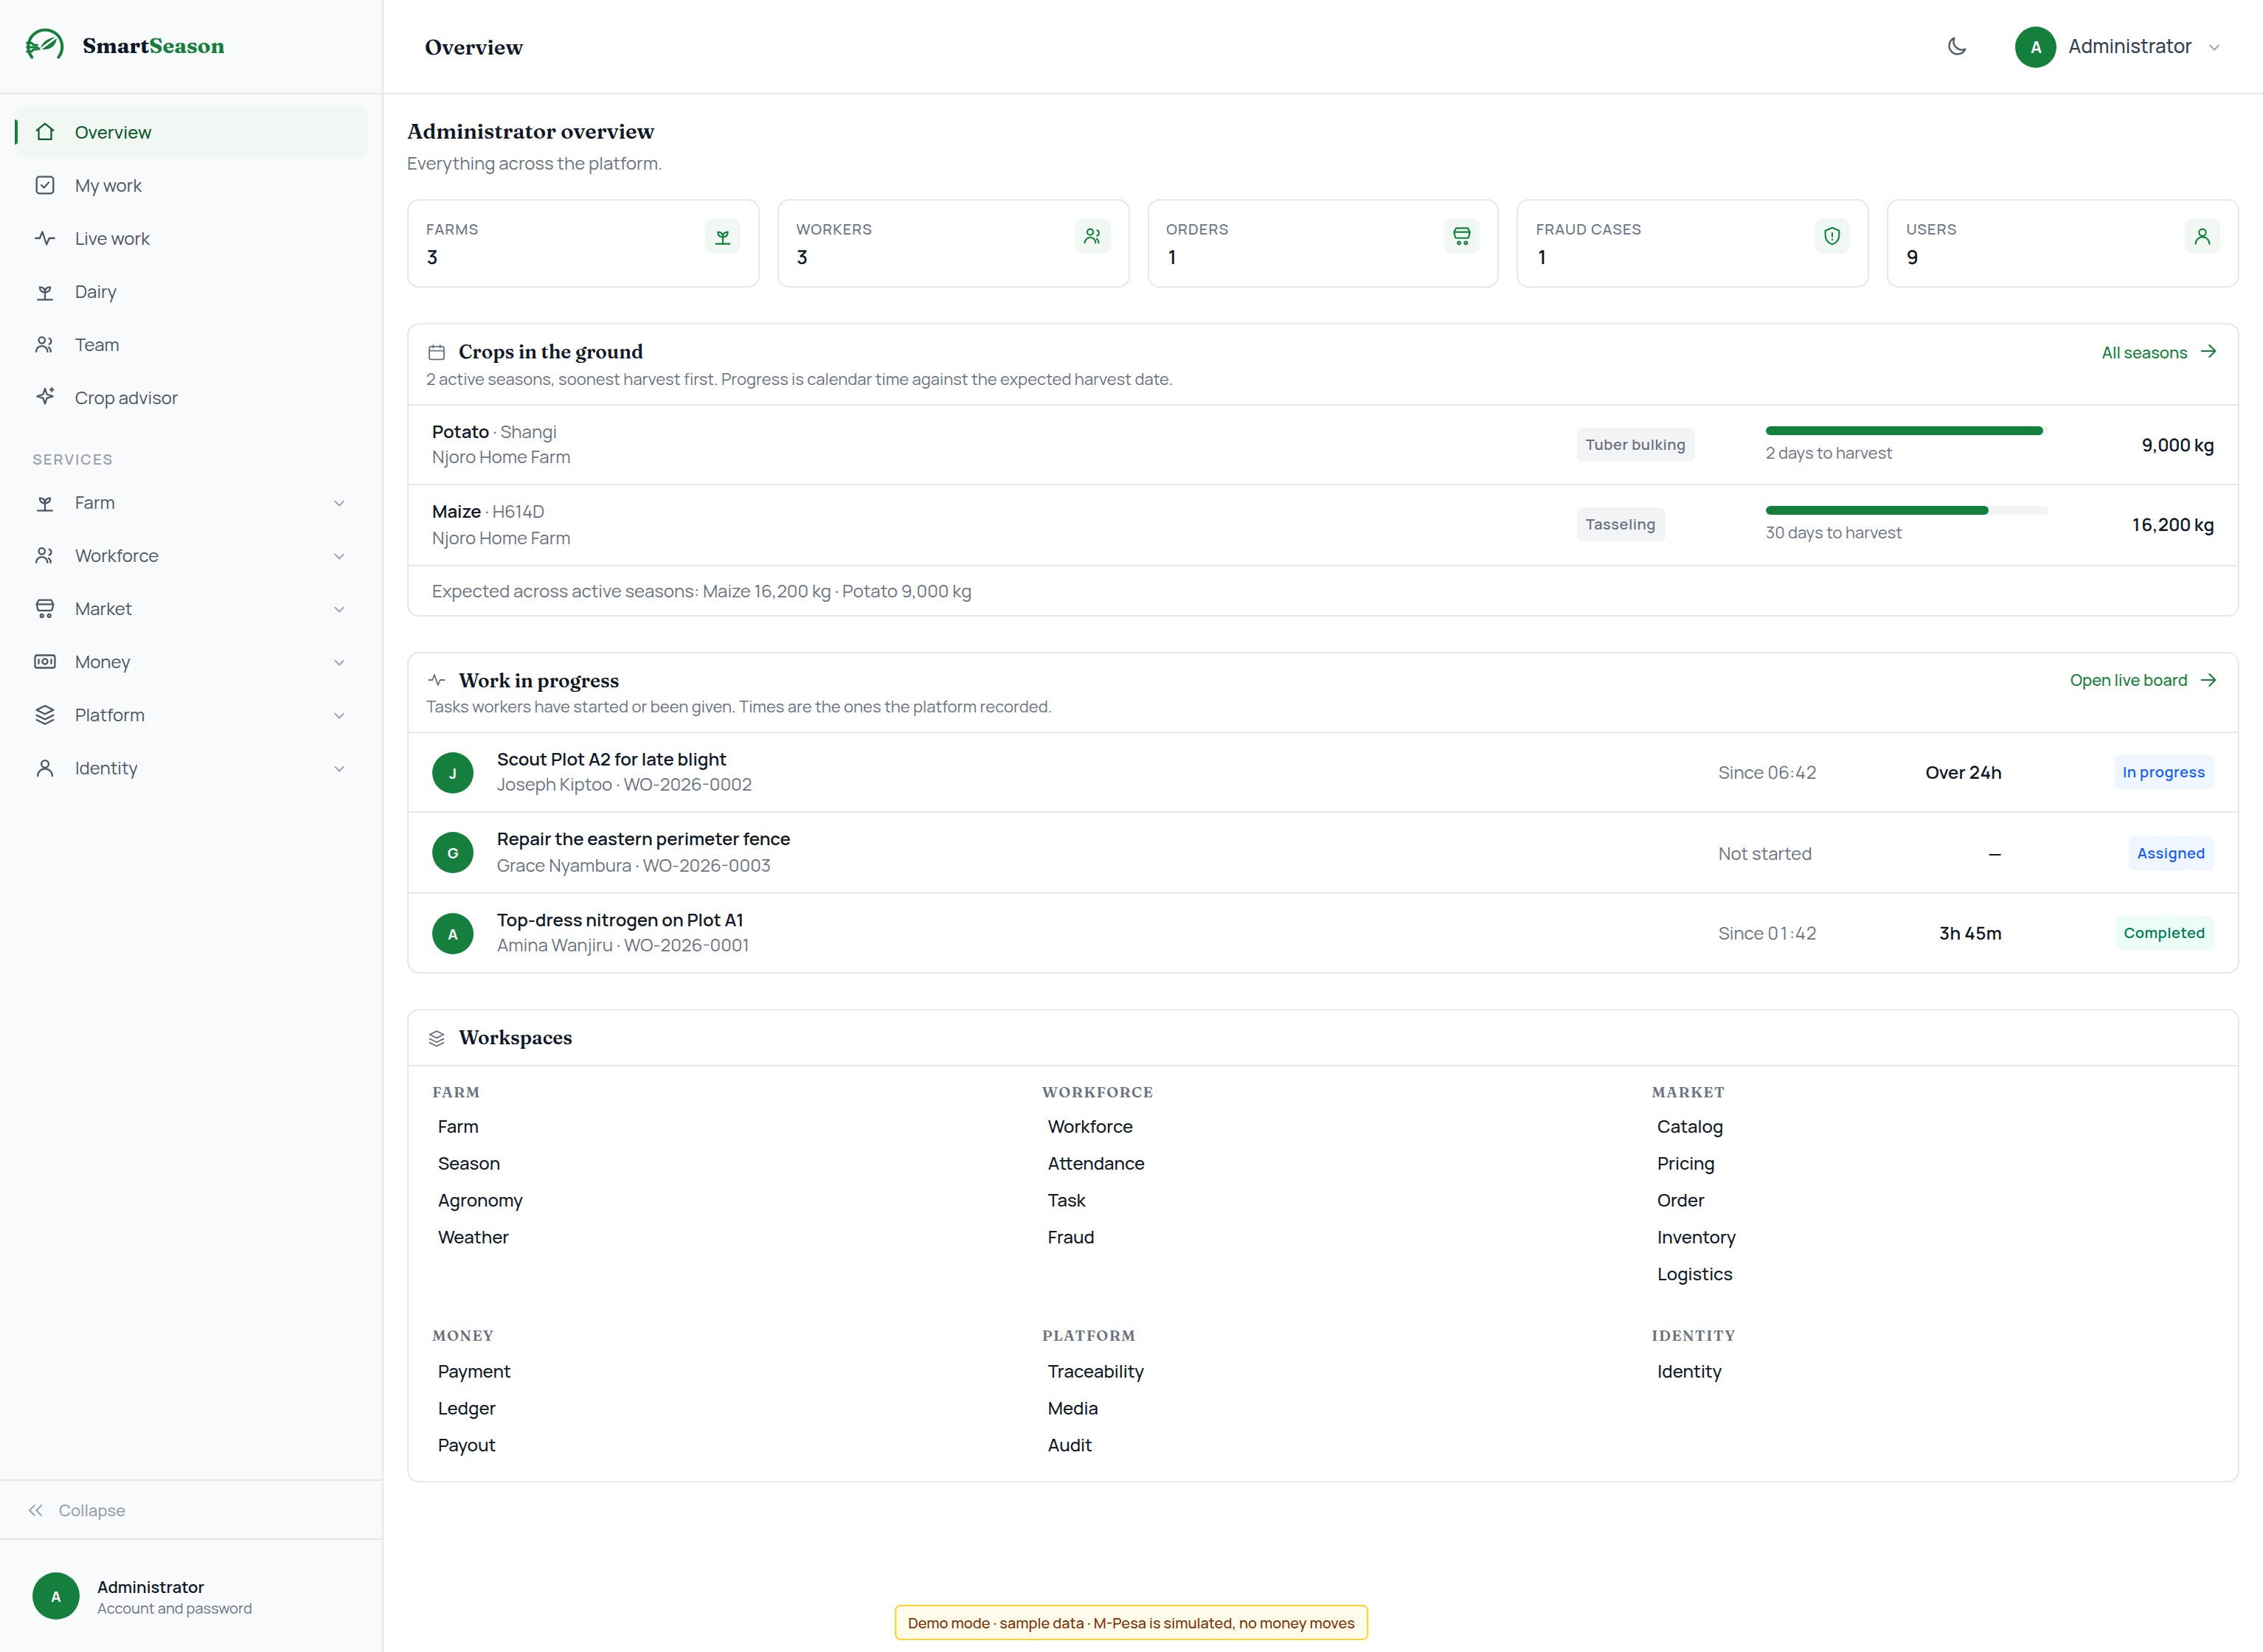 SmartSeason
Overview
Administrator
Overview
My work
Live work
Dairy
Team
Crop advisor
SERVICES
Farm
Workforce
Market
Money
Platform
Identity
Collapse
Administrator
Account and password
Administrator overview
Everything across the platform.
FARMS
3
WORKERS
3
ORDERS
1
FRAUD CASES
1
USERS
9
Crops in the ground
All seasons
2 active seasons, soonest harvest first. Progress is calendar time against the expected harvest date.
Potato · Shangi
Njoro Home Farm
Tuber bulking
2 days to harvest
9,000 kg
Maize · H614D
Njoro Home Farm
Tasseling
30 days to harvest
16,200 kg
Expected across active seasons: Maize 16,200 kg · Potato 9,000 kg
Work in progress
Open live board
Tasks workers have started or been given. Times are the ones the platform recorded.
J
Scout Plot A2 for late blight
Joseph Kiptoo · WO-2026-0002
Since 06:42
Over 24h
In progress
G
Repair the eastern perimeter fence
Grace Nyambura · WO-2026-0003
Not started
—
Assigned
A
Top-dress nitrogen on Plot A1
Amina Wanjiru · WO-2026-0001
Since 01:42
3h 45m
Completed
Workspaces
FARM
Farm
Season
Agronomy
Weather
WORKFORCE
Workforce
Attendance
Task
Fraud
MARKET
Catalog
Pricing
Order
Inventory
Logistics
MONEY
Payment
Ledger
Payout
PLATFORM
Traceability
Media
Audit
IDENTITY
Identity
A
A
Demo mode · sample data · M-Pesa is simulated, no money moves